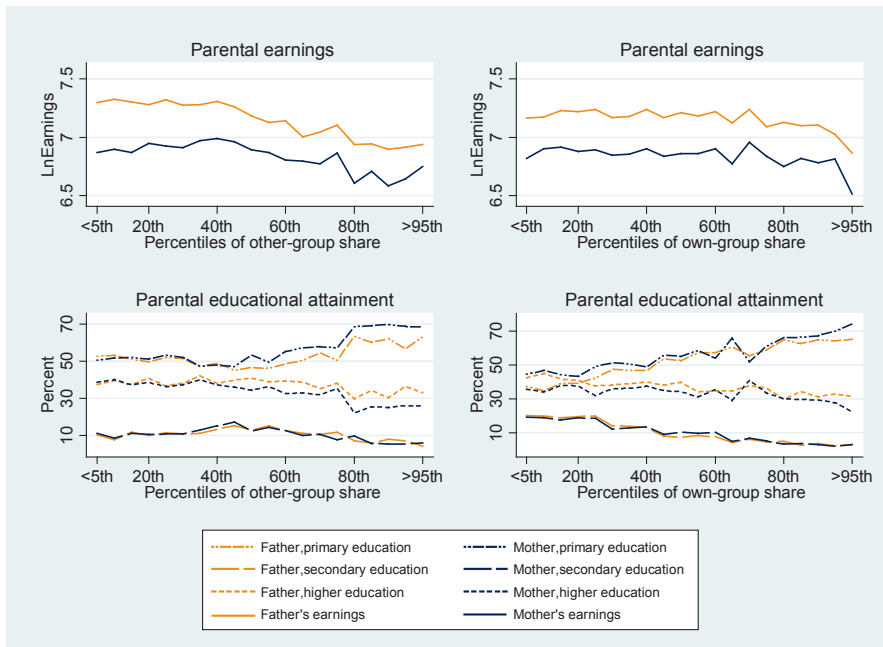 Parental earnings
7.5
7
6.5
LnEarnings
<5th 20th 40th 60th 80th >95th
Percentiles of other-group share
Parental earnings
7.5
7
6.5
LnEarnings
<5th 20th 40th 60th 80th >95th
Percentiles of own-group share
Parental educational attainment
70
50
30
10
Percent
<5th 20th 40th 60th 80th >95th
Percentiles of other-group share
Parental educational attainment
70
50
30
10
Percent
<5th 20th 40th 60th 80th >95th
Percentiles of own-group share
Father,primary education Mother,primary education
Father,secondary education Mother,secondary education
Father,higher education Mother,higher education
Father's earnings Mother's earnings